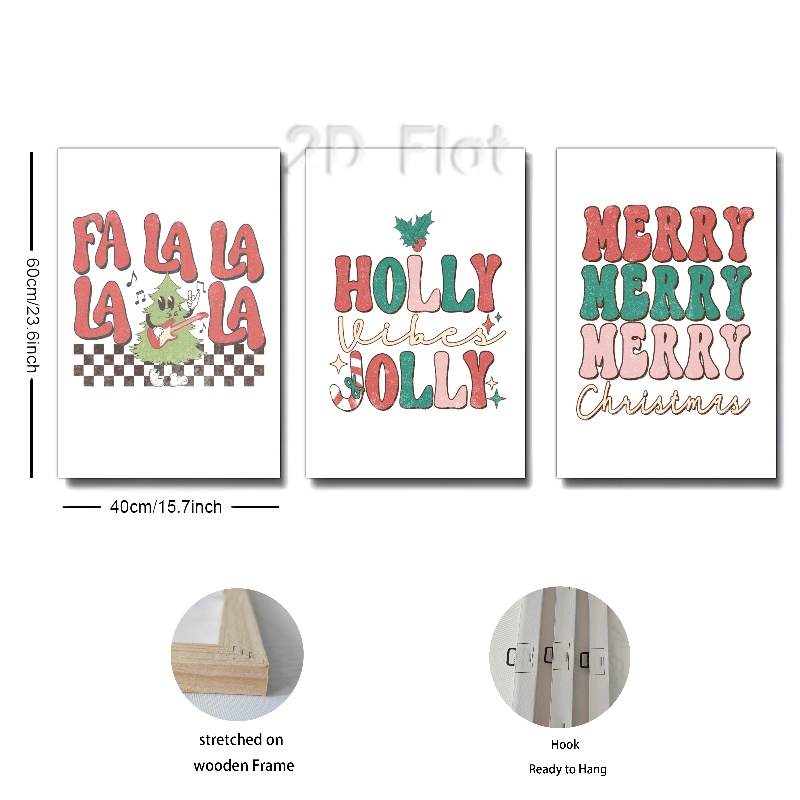 2D Flat
FA LA LA
LA LA
HOLLY
Vibes
JOLLY
MERRY
MERRY
MERRY
Christmas
60cm/23.6inch
40cm/15.7inch
stretched on
wooden Frame
Hook
Ready to Hang